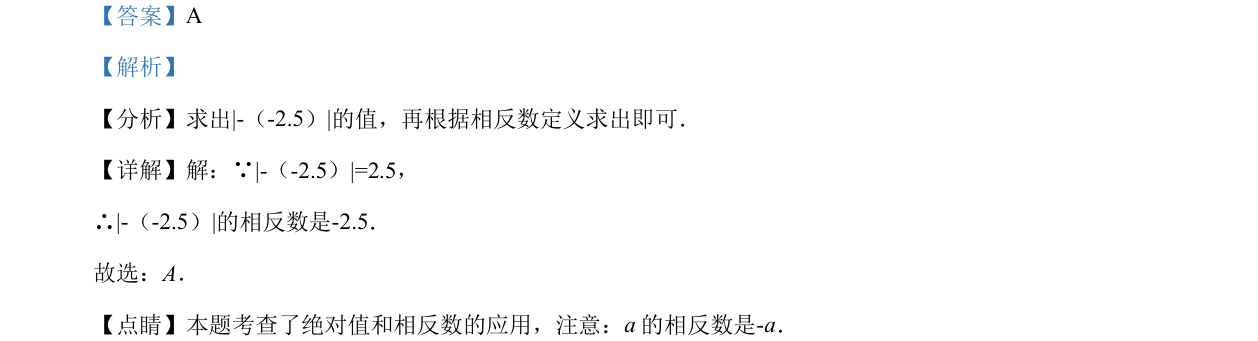 【答案】A
【解析】
【分析】求出|-（-2.5）|的值，再根据相反数定义求出即可．
【详解】解：∵|-（-2.5）|=2.5，
∴|-（-2.5）|的相反数是-2.5．
故选：A．
【点睛】本题考查了绝对值和相反数的应用，注意：a 的相反数是-a．